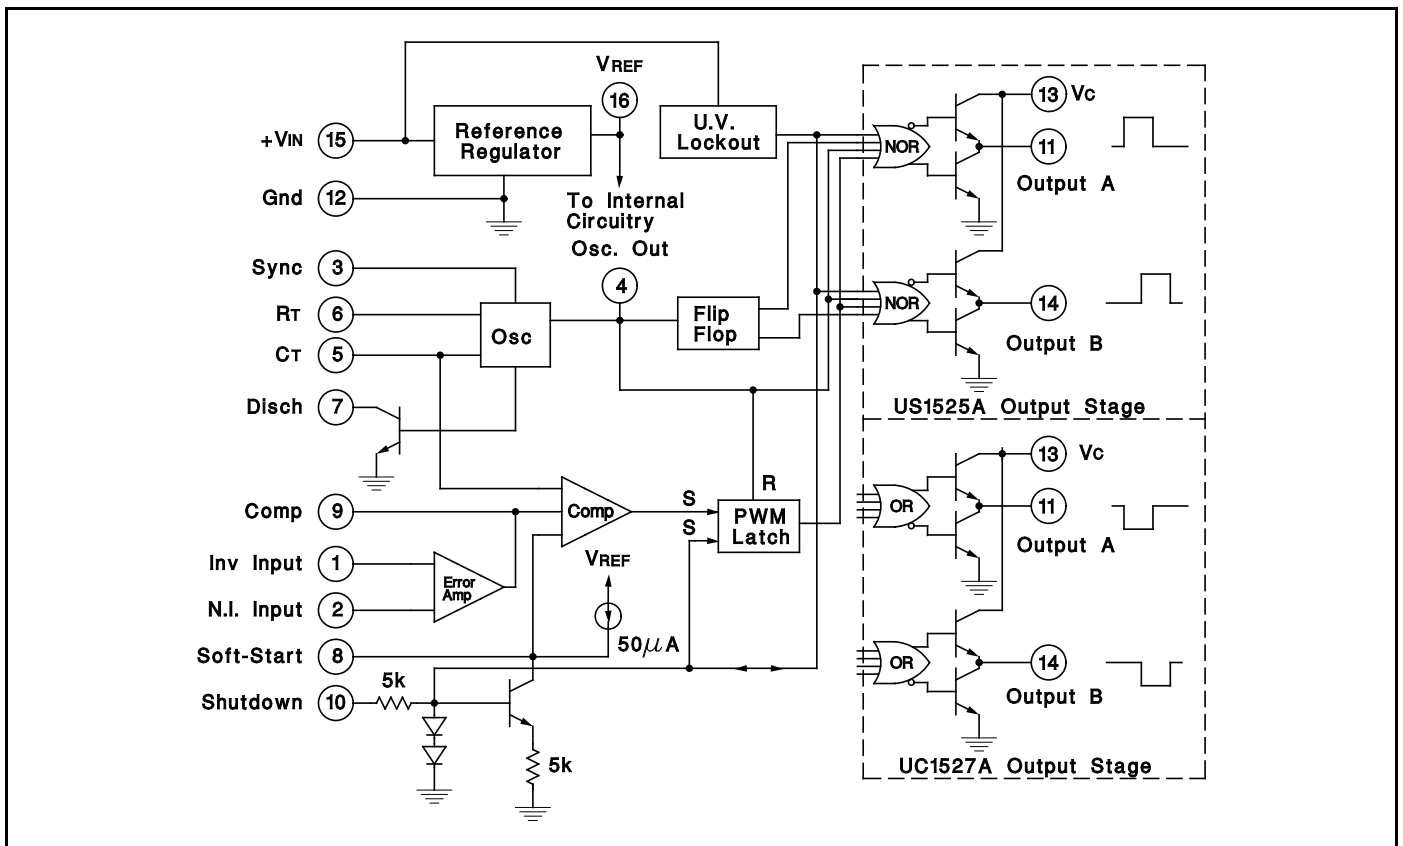 VREF
16
+VIN 15
Reference
Regulator
U.V.
Lockout
Gnd 12
To Internal
Circuitry
Osc. Out
4
Sync 3
RT 6
CT 5
Osc
Flip
Flop
Disch 7
Comp 9
Comp
S
S
R
PWM
Latch
Inv Input 1
N.I. Input 2
Error
Amp
VREF
50μA
Soft-Start 8
Shutdown 10
5k
5k
NOR
13 Vc
11
Output A
NOR
14
Output B
US1525A Output Stage
13 Vc
OR
11
Output A
OR
14
Output B
UC1527A Output Stage